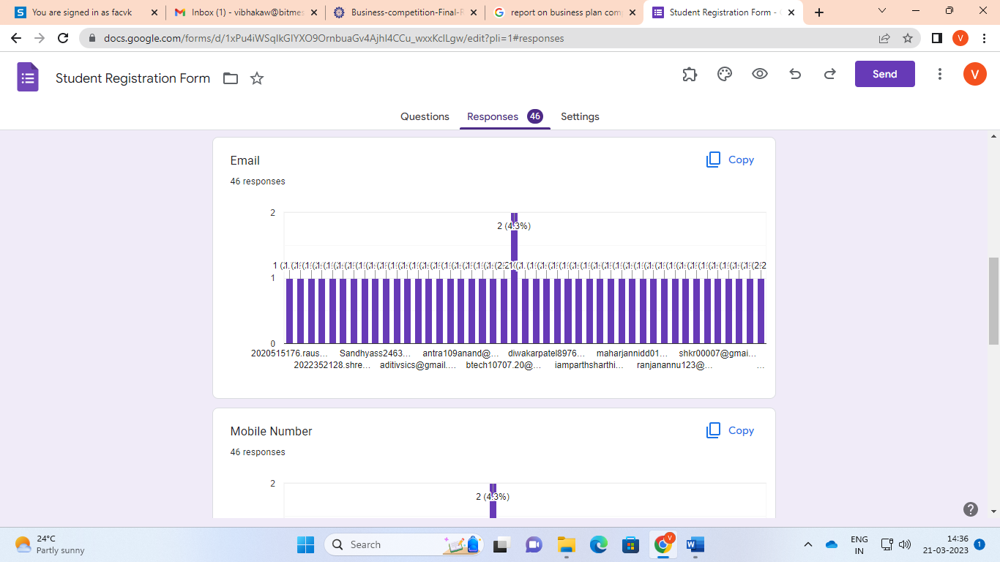 You are signed in as facvk
Inbox (1) - vibhakaw@bitmes
Business-competition-Final-R
report on business plan com
Student Registration Form -
docs.google.com/forms/d/1xPu4iWSqIkGlYXO9OrnbuaGv4AjhI4CCu_wxxKclLgw/edit?pli=1#responses
V
Student Registration Form
Send
V
Questions
Responses 46
Settings
Email
Copy
46 responses
2
2 (4.3%)
1
0
2020515176.raus...
Sandhyass2463...
antra109anand@...
diwakarpatel8976...
maharjannidd01...
shkr00007@gmai...
2022352128.shre...
aditivsics@gmail....
btech10707.20@...
iamparthsharthi...
ranjanannu123@...
...
Mobile Number
Copy
46 responses
2
2 (4.3%)
24°C
Partly sunny
Search
V
ENG
IN
14:36
21-03-2023
1